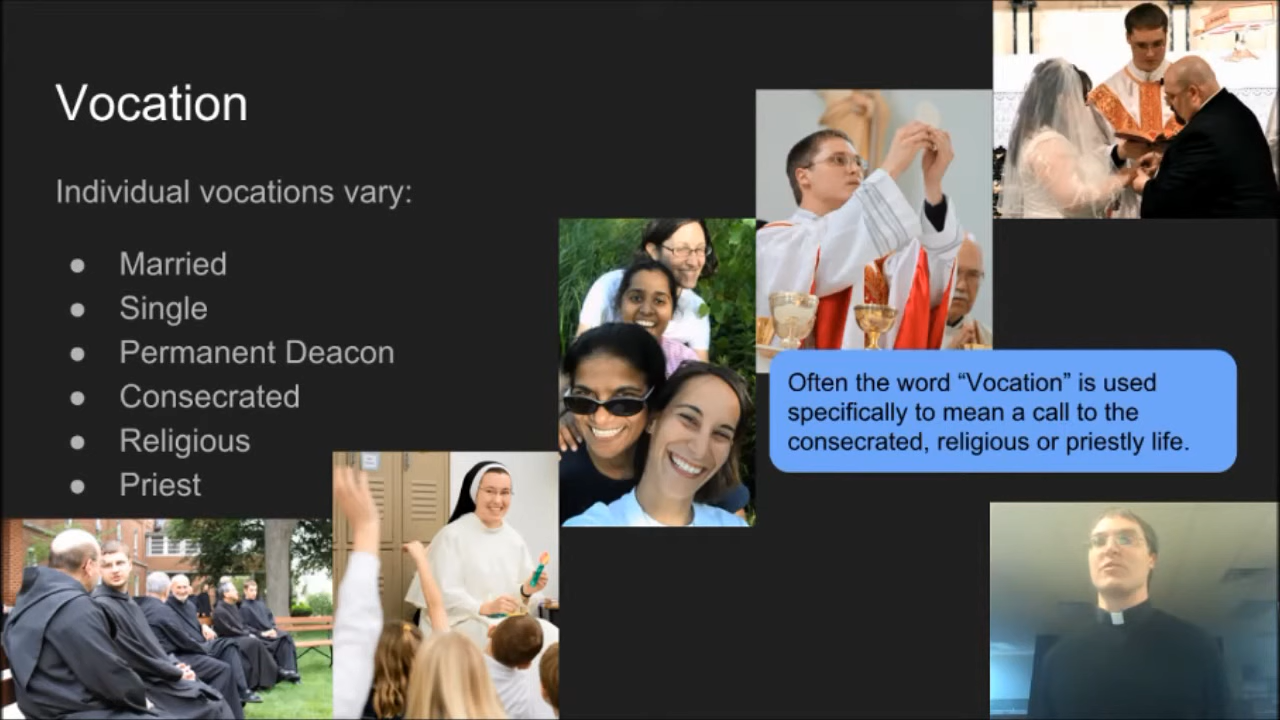 Vocation
Individual vocations vary:
● Married
● Single
● Permanent Deacon
● Consecrated
● Religious
● Priest
Often the word “Vocation” is used
specifically to mean a call to the
consecrated, religious or priestly life.